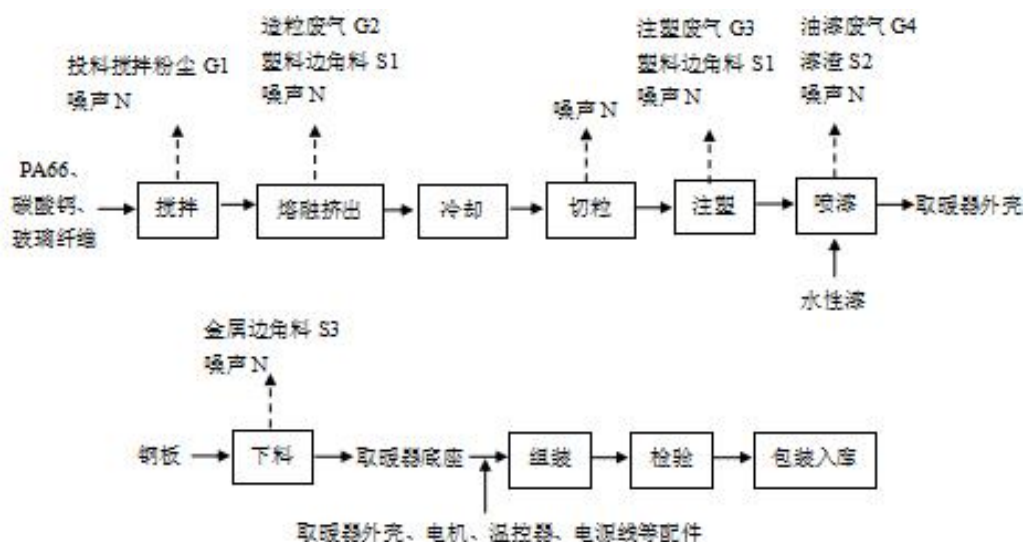 投料搅拌粉尘 G1
噪声 N
造粒废气 G2
塑料边角料 S1
噪声 N
噪声 N
注塑废气 G3
塑料边角料 S1
噪声 N
油漆废气 G4
漆渣 S2
噪声 N
PA66、
碳酸钙、
玻璃纤维
搅拌
熔融挤出
冷却
切粒
注塑
喷漆
取暖器外壳
水性漆
金属边角料 S3
噪声 N
钢板
下料
取暖器底座
组装
检验
包装入库
取暖器外壳、电机、温控器、电源线等配件